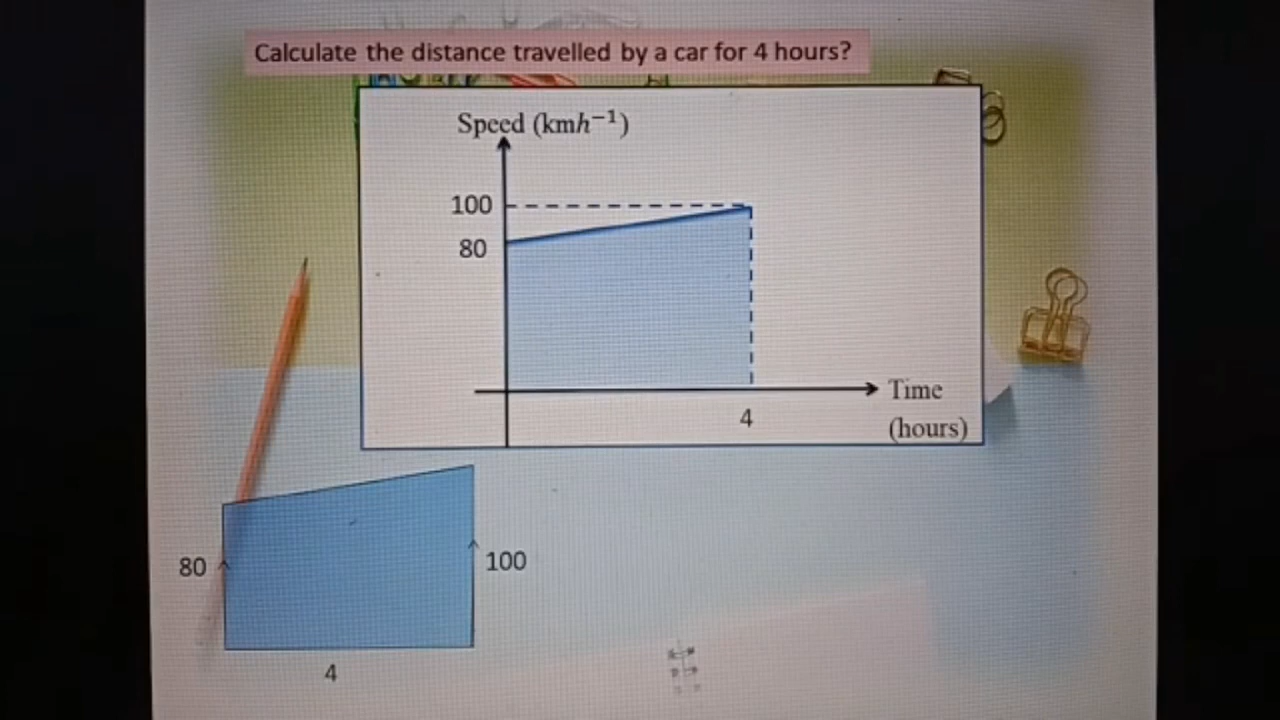 Calculate the distance travelled by a car for 4 hours?
Speed (kmh⁻¹)
100
80
4
Time
(hours)
80
100
4